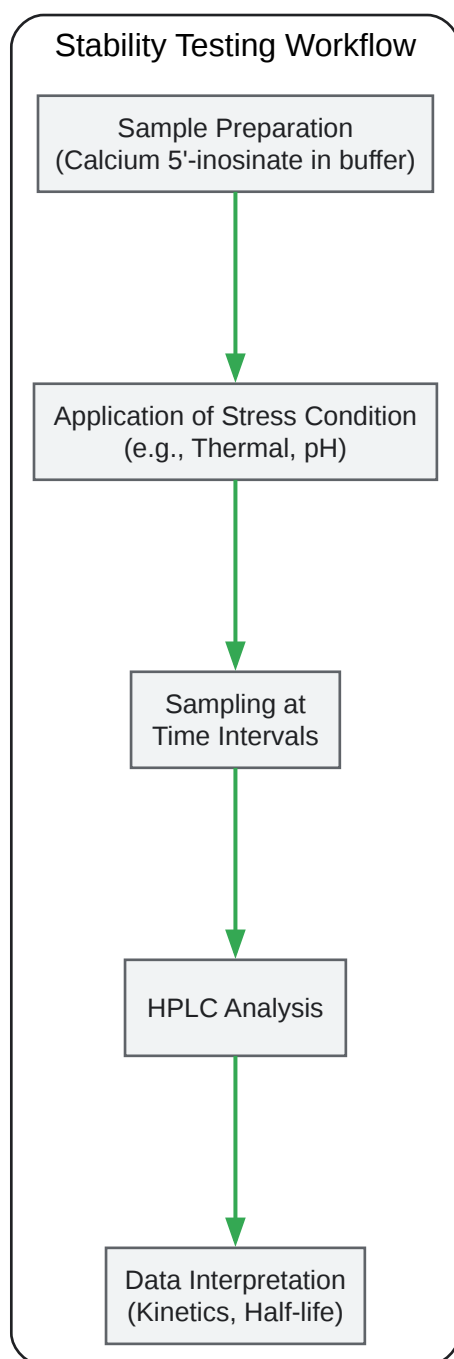 Stability Testing Workflow
Sample Preparation
(Calcium 5'-inosinate in buffer)
Application of Stress Condition
(e.g., Thermal, pH)
Sampling at
Time Intervals
HPLC Analysis
Data Interpretation
(Kinetics, Half-life)